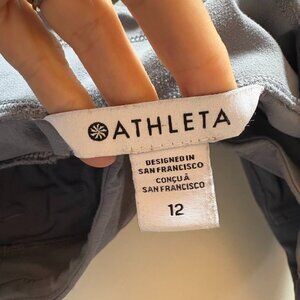 ATHLETA
DESIGNED IN
SAN FRANCISCO
CONÇU À
SAN FRANCISCO
12